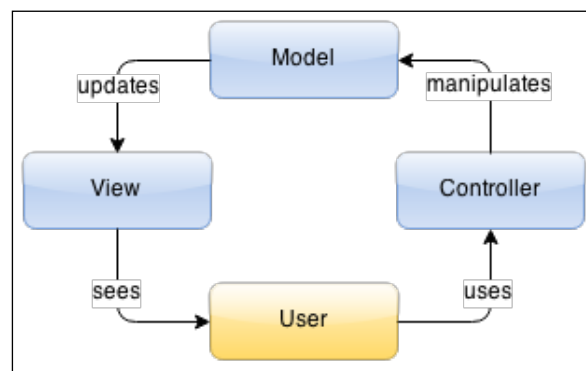 Model
updates
manipulates
View
Controller
sees
uses
User